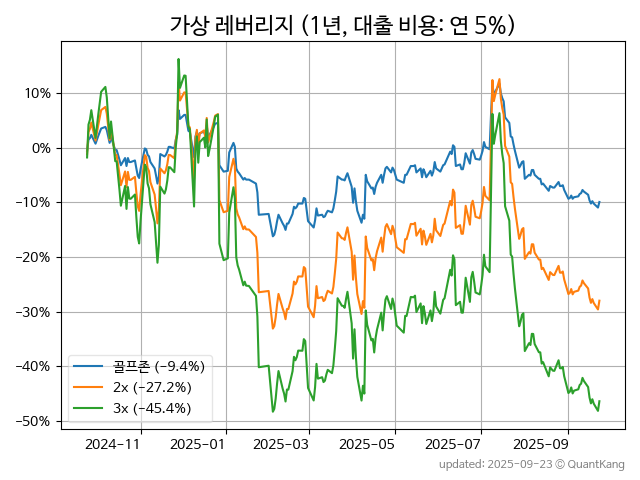 가상 레버리지 (1년, 대출 비용: 연 5%)
10%
0%
−10%
−20%
−30%
−40%
−50%
골프존 (−9.4%)
2x (−27.2%)
3x (−45.4%)
2024-11
2025-01
2025-03
2025-05
2025-07
2025-09
updated: 2025-09-23 © QuantKang